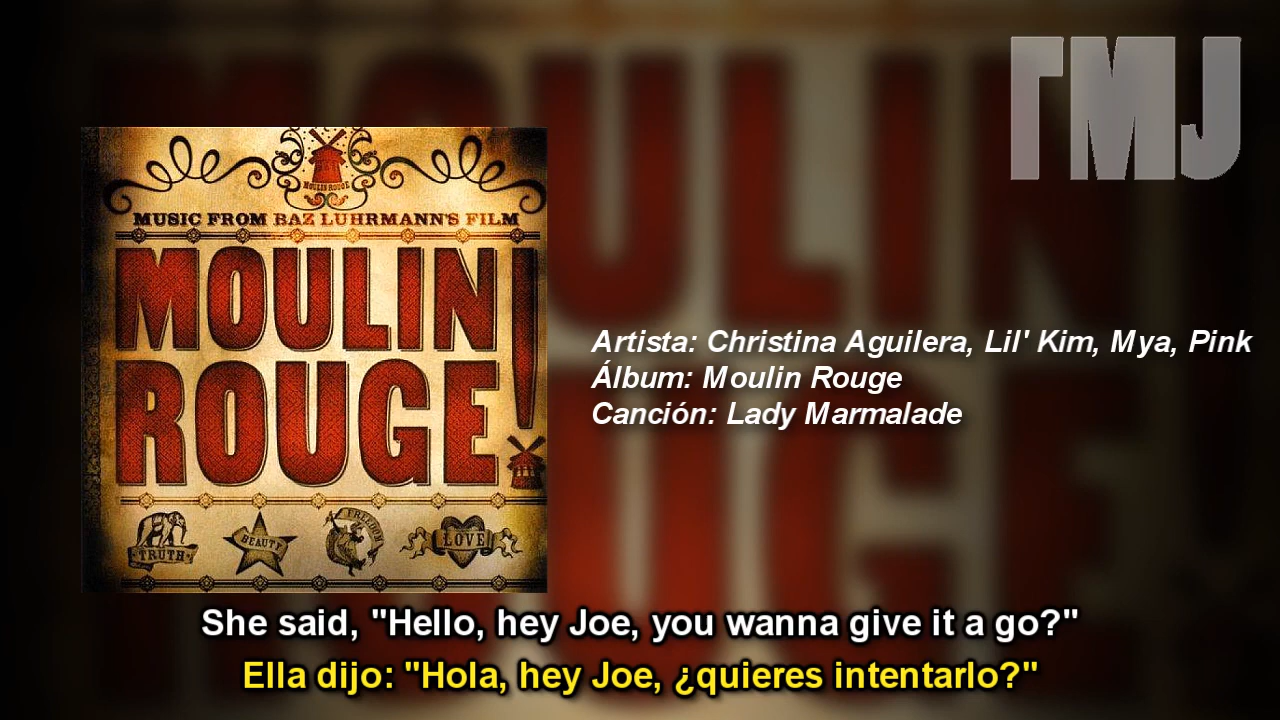 TMJ
MOULIN ROUGE
MUSIC FROM BAZ LUHRMANN'S FILM
MOULIN
ROUGE!
TRUTH
BEAUTY
FREEDOM
LOVE
Artista: Christina Aguilera, Lil' Kim, Mya, Pink
Álbum: Moulin Rouge
Canción: Lady Marmalade
She said, "Hello, hey Joe, you wanna give it a go?"
Ella dijo: "Hola, hey Joe, ¿quieres intentarlo?"